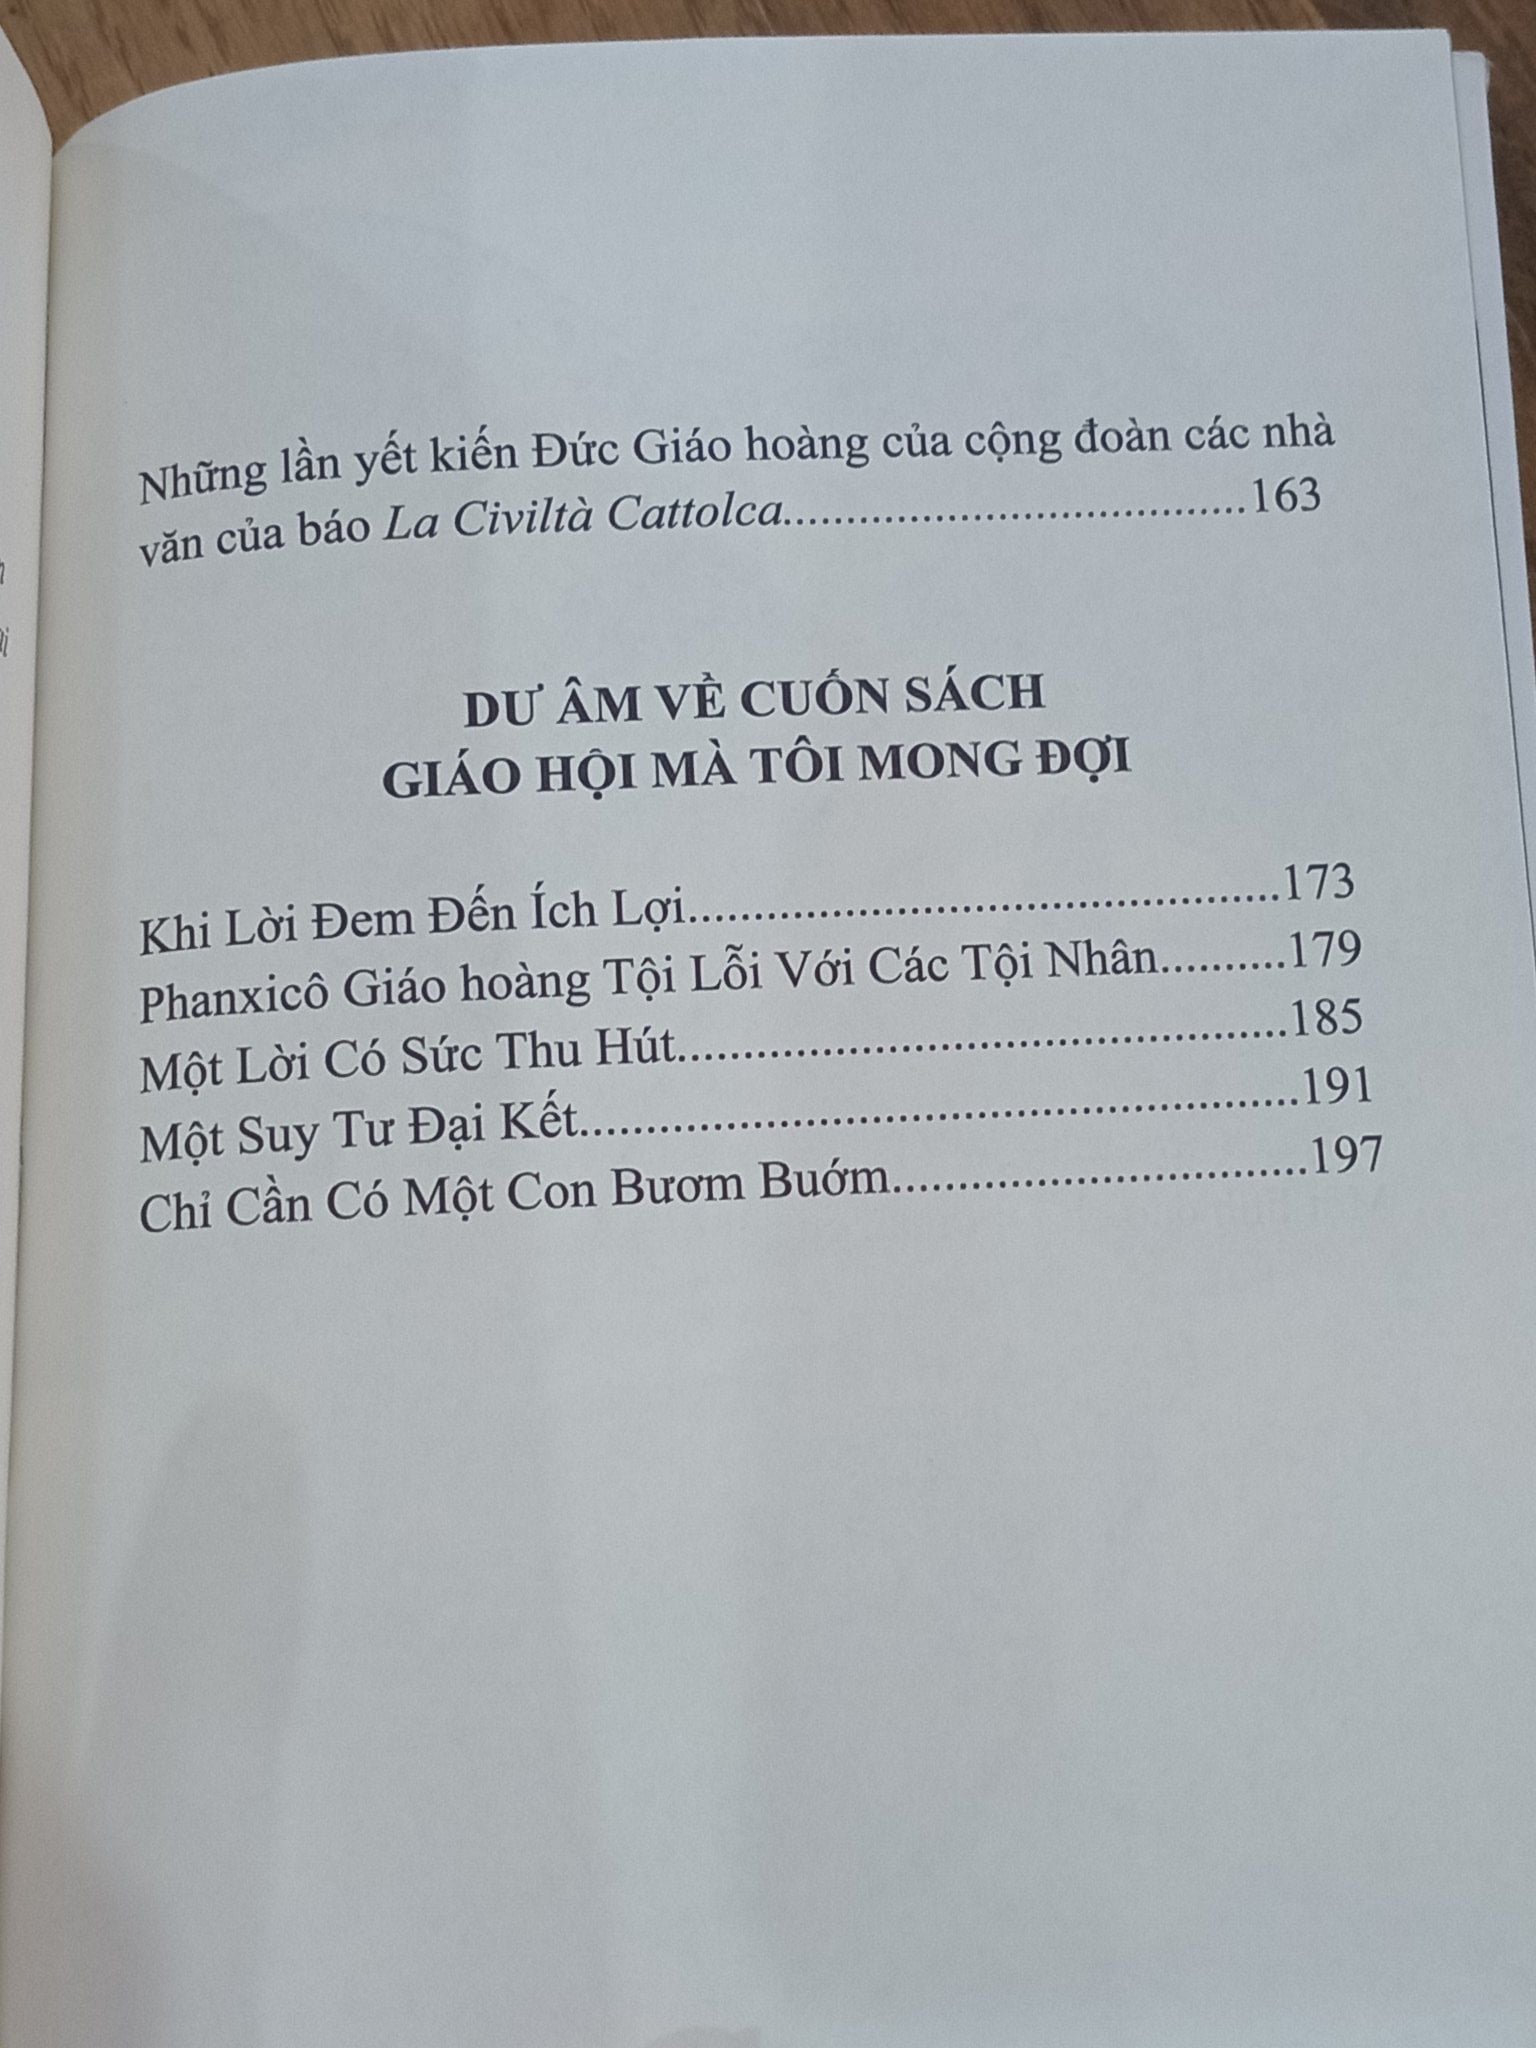 Những lần yết kiến Đức Giáo hoàng của cộng đoàn các nhà
văn của báo La Civiltà Cattolca....................................163
DƯ ÂM VỀ CUỐN SÁCH
GIÁO HỘI MÀ TÔI MONG ĐỢI
Khi Lời Đem Đến Ích Lợi..............................................173
Phanxicô Giáo hoàng Tội Lỗi Với Các Tội Nhân..........179
Một Lời Có Sức Thu Hút...............................................185
Một Suy Tư Đại Kết.......................................................191
Chỉ Cần Có Một Con Bươm Buớm................................197